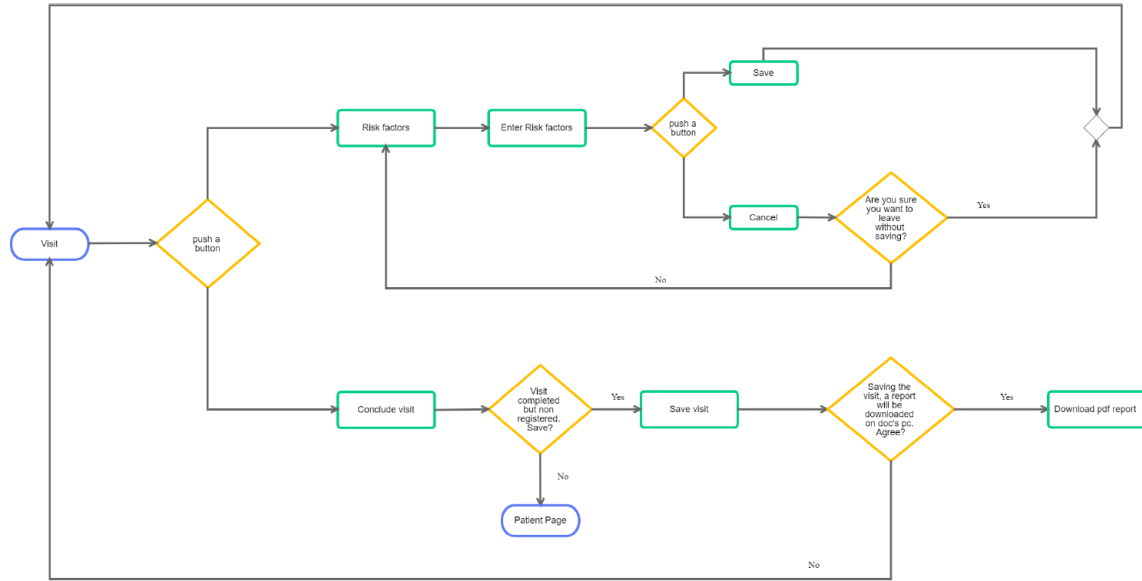 Save
Risk factors
Enter Risk factors
push a
button
Are you sure
you want to
leave
without
saving?
Yes
Cancel
push a
button
Visit
No
Visit
completed
but non
registered.
Save?
Saving the
visit, a report
will be
downloaded
on doc's pc.
Agree?
Yes
Yes
Conclude visit
Save visit
Download pdf report
No
Patient Page
No